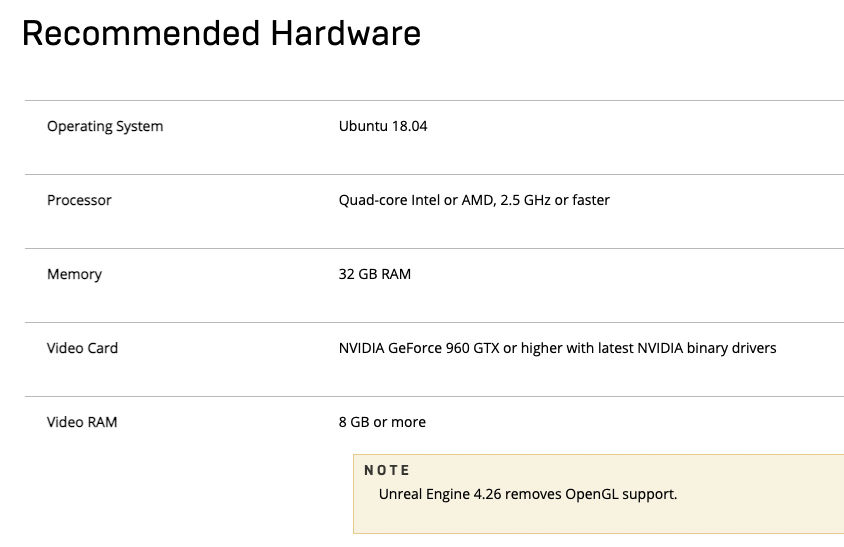 Recommended Hardware
Operating System Ubuntu 18.04
Processor Quad-core Intel or AMD, 2.5 GHz or faster
Memory 32 GB RAM
Video Card NVIDIA GeForce 960 GTX or higher with latest NVIDIA binary drivers
Video RAM 8 GB or more
NOTE
Unreal Engine 4.26 removes OpenGL support.